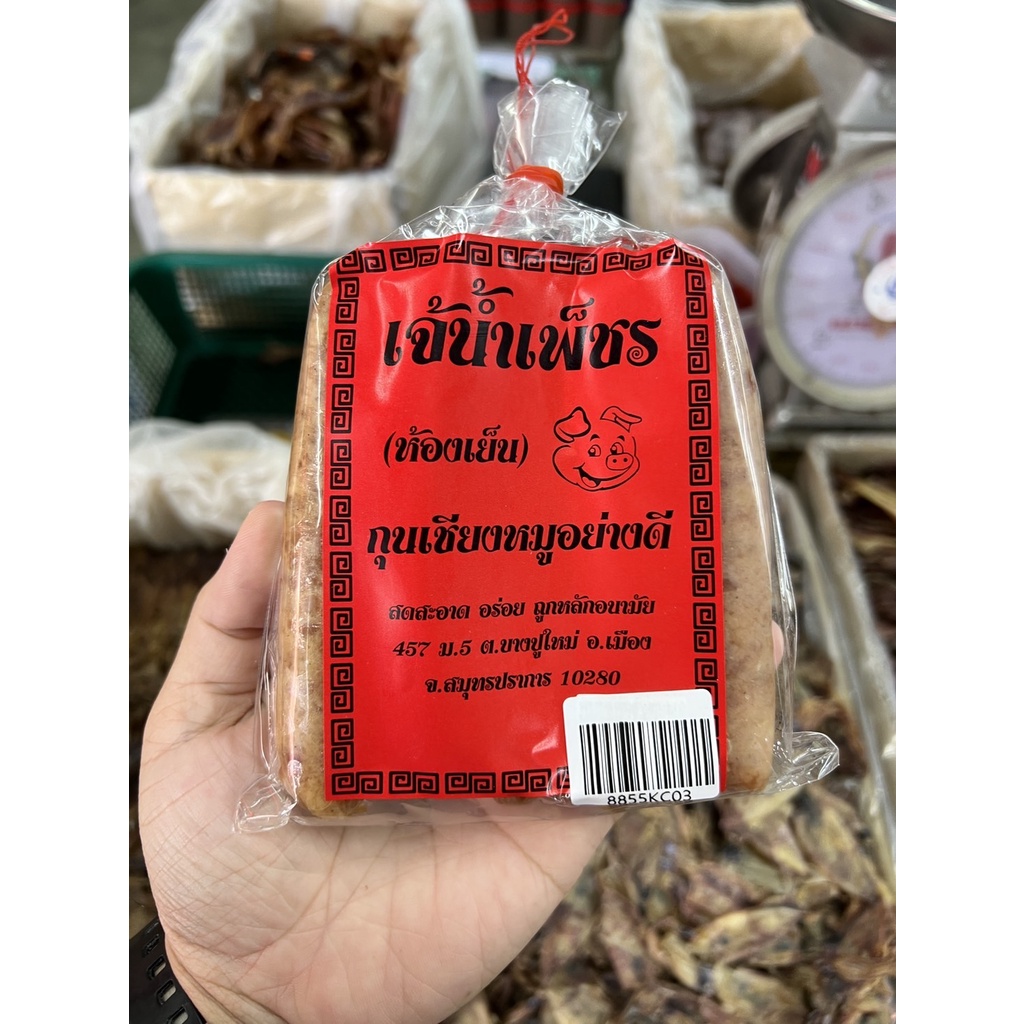 เจ้น้ำเพ็ชร
(ห้องเย็น)
กุนเชียงหมูอย่างดี
สดสะอาด อร่อย ถูกหลักอนามัย
457 ม.5 ต.บางปูใหม่ อ.เมือง
จ.สมุทรปราการ 10280
8855KC03